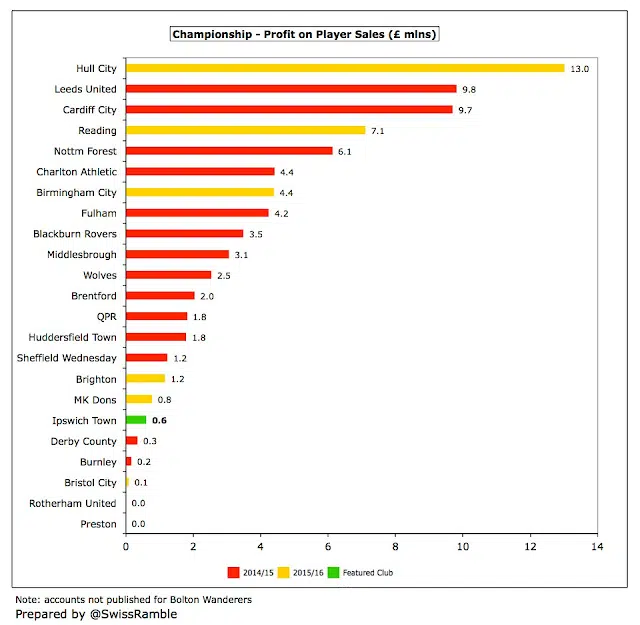 Championship - Profit on Player Sales (£ mlns)
Hull City 13.0
Leeds United 9.8
Cardiff City 9.7
Reading 7.1
Nottm Forest 6.1
Charlton Athletic 4.4
Birmingham City 4.4
Fulham 4.2
Blackburn Rovers 3.5
Middlesbrough 3.1
Wolves 2.5
Brentford 2.0
QPR 1.8
Huddersfield Town 1.8
Sheffield Wednesday 1.2
Brighton 1.2
MK Dons 0.8
Ipswich Town 0.6
Derby County 0.3
Burnley 0.2
Bristol City 0.1
Rotherham United 0.0
Preston 0.0
0 2 4 6 8 10 12 14
2014/15 2015/16 Featured Club
Note: accounts not published for Bolton Wanderers
Prepared by @SwissRamble